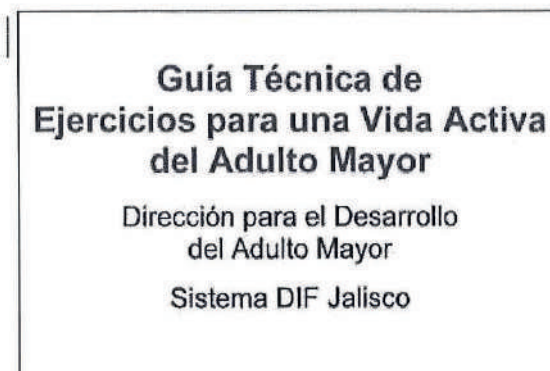 Guía Técnica de
Ejercicios para una Vida Activa
del Adulto Mayor
Dirección para el Desarrollo
del Adulto Mayor
Sistema DIF Jalisco